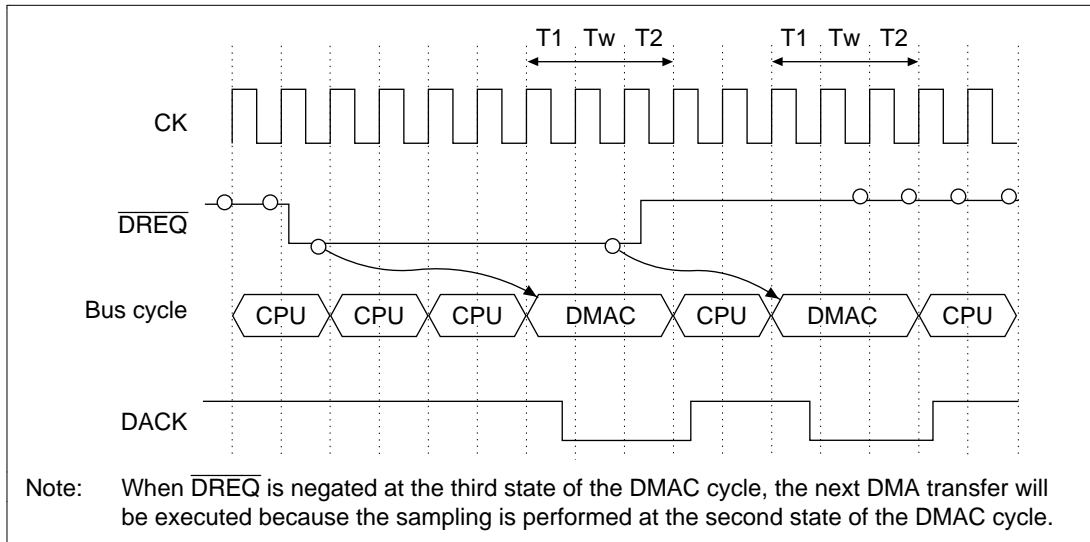 T1 Tw T2 T1 Tw T2
CK
DREQ
Bus cycle CPU CPU CPU DMAC CPU DMAC CPU
DACK
Note: When DREQ is negated at the third state of the DMAC cycle, the next DMA transfer will
be executed because the sampling is performed at the second state of the DMAC cycle.